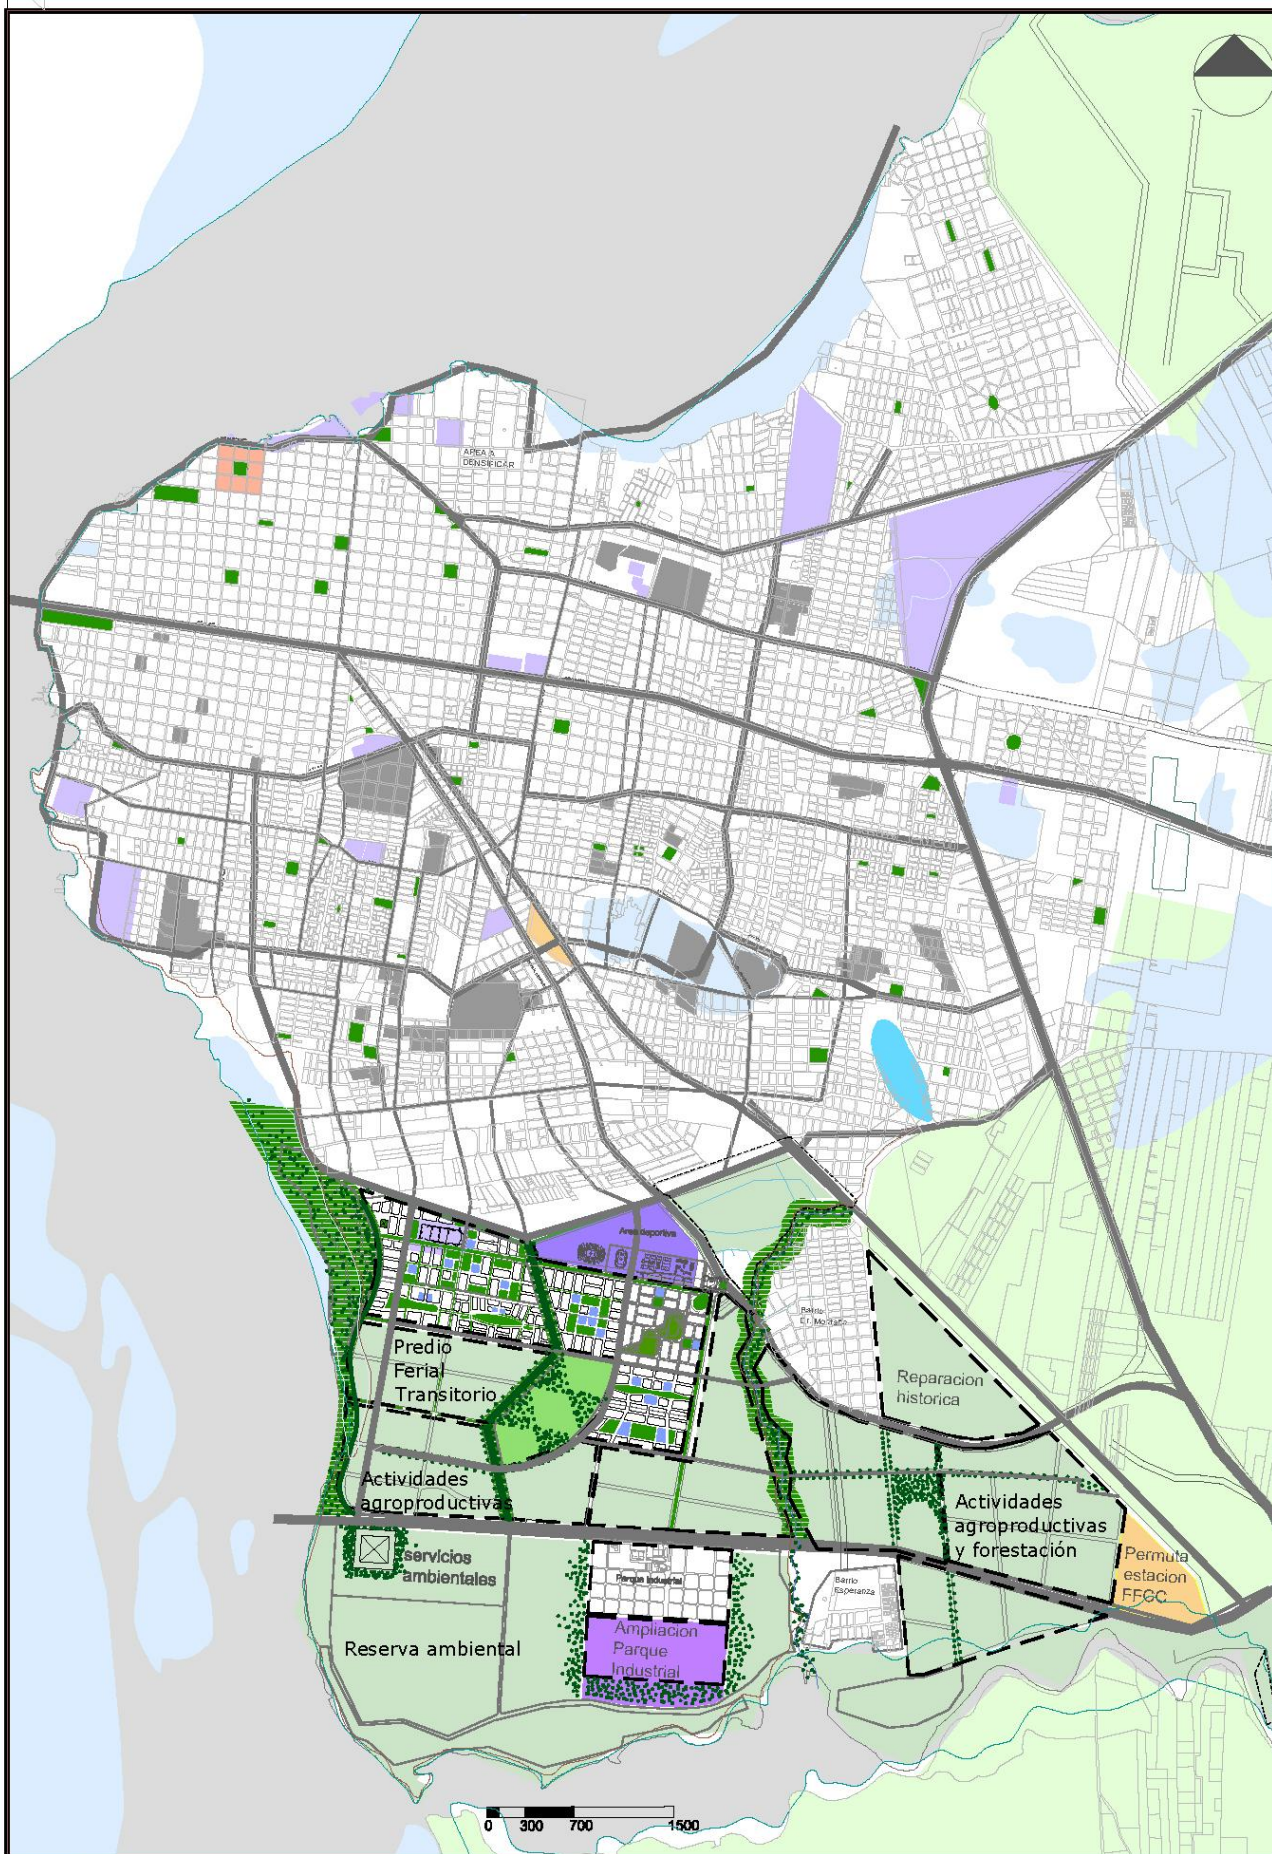 AREA A
DENSIFICAR
Area deportiva
Barrio
Predio
Ferial
Transitorio
Reparacion
historica
Actividades
agroproductivas
Actividades
agroproductivas
y forestación
servicios
ambientales
Parque Industrial
Barrio
Esperanza
Permuta
estacion
FFCC
Ampliacion
Parque
Industrial
Reserva ambiental
0 300 700 1500